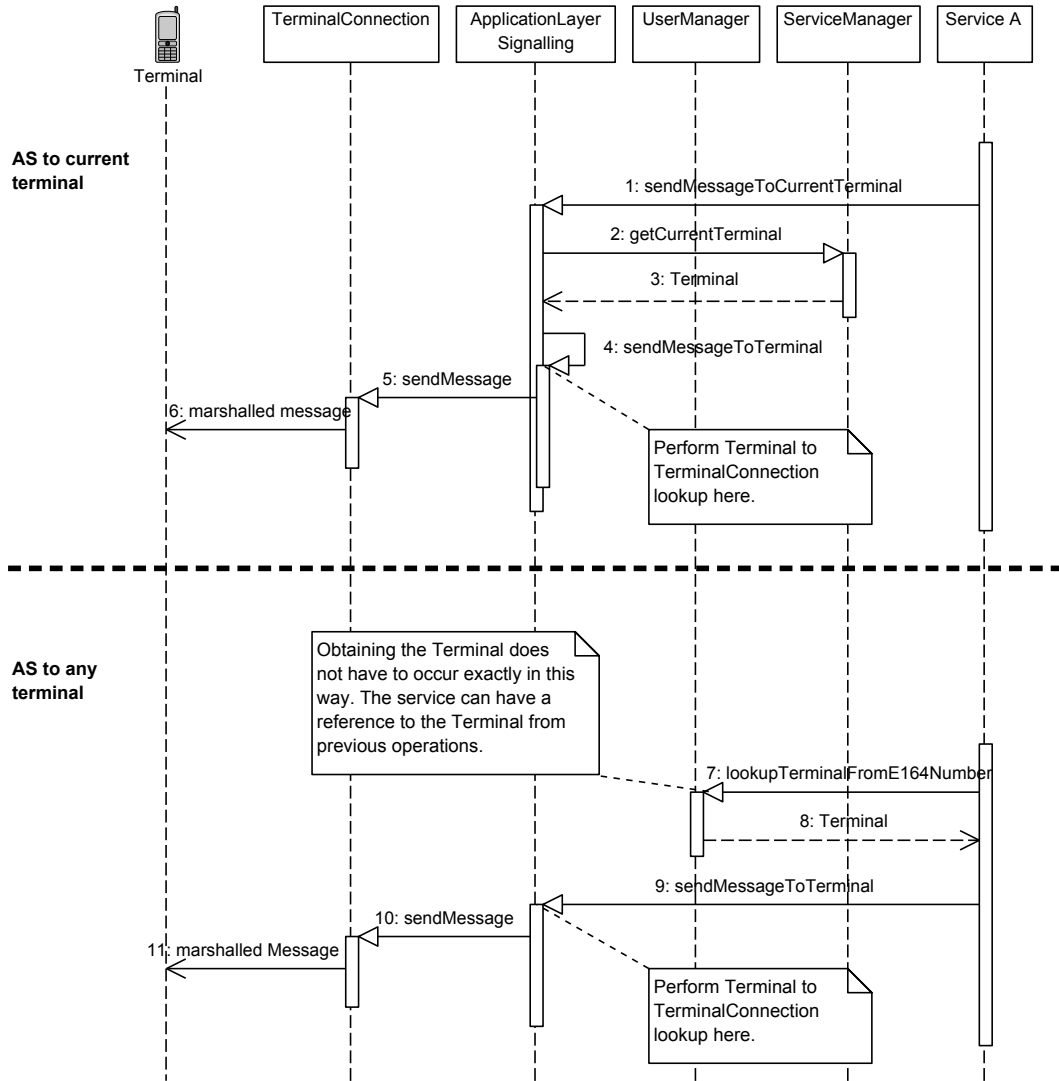 TerminalConnection
ApplicationLayer
Signalling
UserManager
ServiceManager
Service A
Terminal
AS to current
terminal
1: sendMessageToCurrentTerminal
2: getCurrentTerminal
3: Terminal
4: sendMessageToTerminal
5: sendMessage
6: marshalled message
Perform Terminal to
TerminalConnection
lookup here.
AS to any
terminal
Obtaining the Terminal does
not have to occur exactly in this
way. The service can have a
reference to the Terminal from
previous operations.
7: lookupTerminalFromE164Number
8: Terminal
9: sendMessageToTerminal
10: sendMessage
11: marshalled Message
Perform Terminal to
TerminalConnection
lookup here.